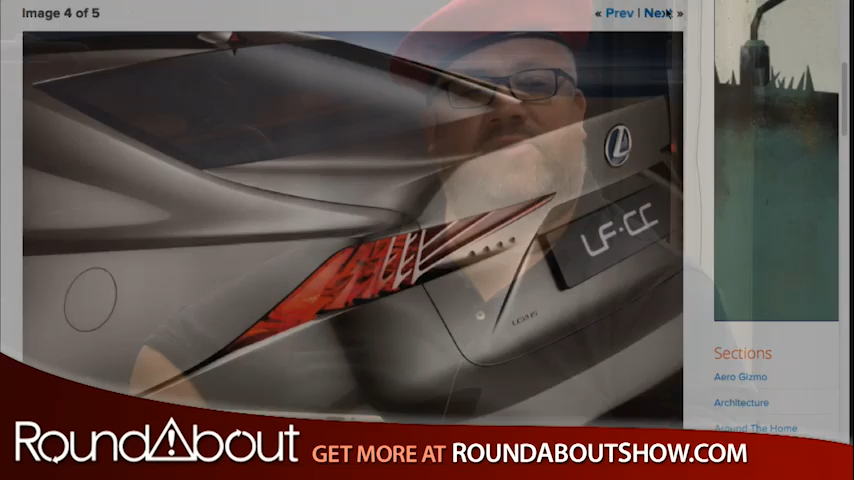 Image 4 of 5
« Prev | Next »
LF-CC
LEXUS
Sections
Aero Gizmo
Architecture
Around The Home
RoundAbout
GET MORE AT ROUNDABOUTSHOW.COM